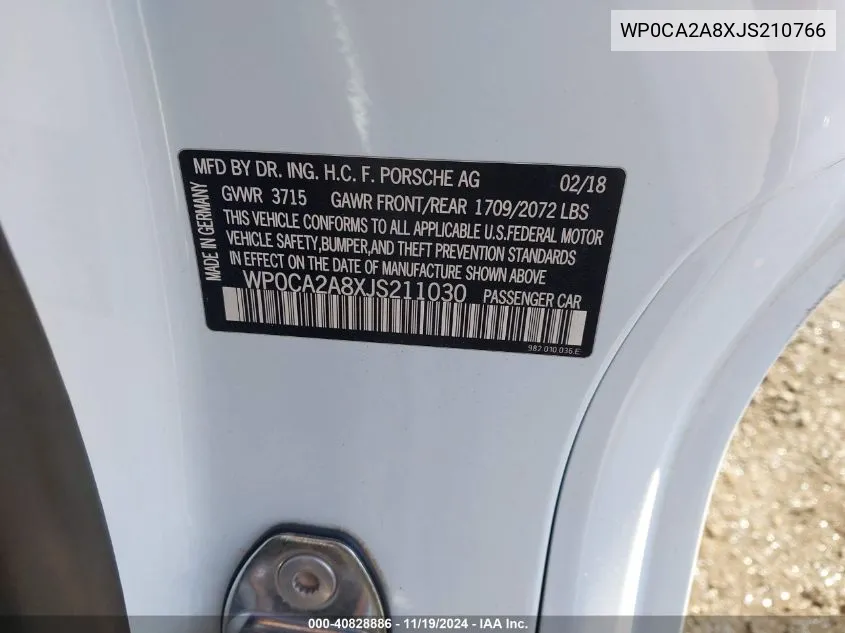 WP0CA2A8XJS210766
MFD BY DR. ING. H.C. F. PORSCHE AG 02/18
GVWR 3715 GAWR FRONT/REAR 1709/2072 LBS
THIS VEHICLE CONFORMS TO ALL APPLICABLE U.S.FEDERAL MOTOR
VEHICLE SAFETY,BUMPER,AND THEFT PREVENTION STANDARDS
IN EFFECT ON THE DATE OF MANUFACTURE SHOWN ABOVE
WP0CA2A8XJS211030 PASSENGER CAR
982.010.036.E
MADE IN GERMANY
000-40828886 - 11/19/2024 - IAA Inc.